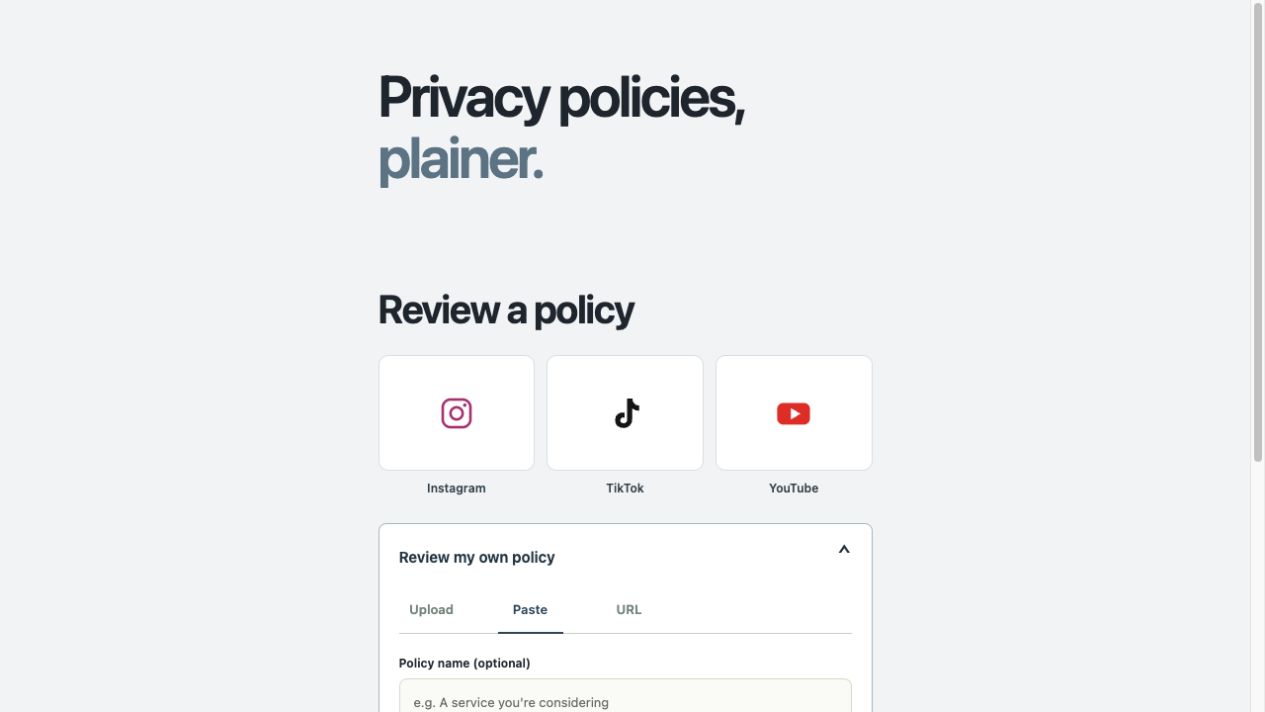 Privacy policies,
plainer.
Review a policy
Instagram
TikTok
YouTube
Review my own policy
Upload
Paste
URL
Policy name (optional)
e.g. A service you're considering